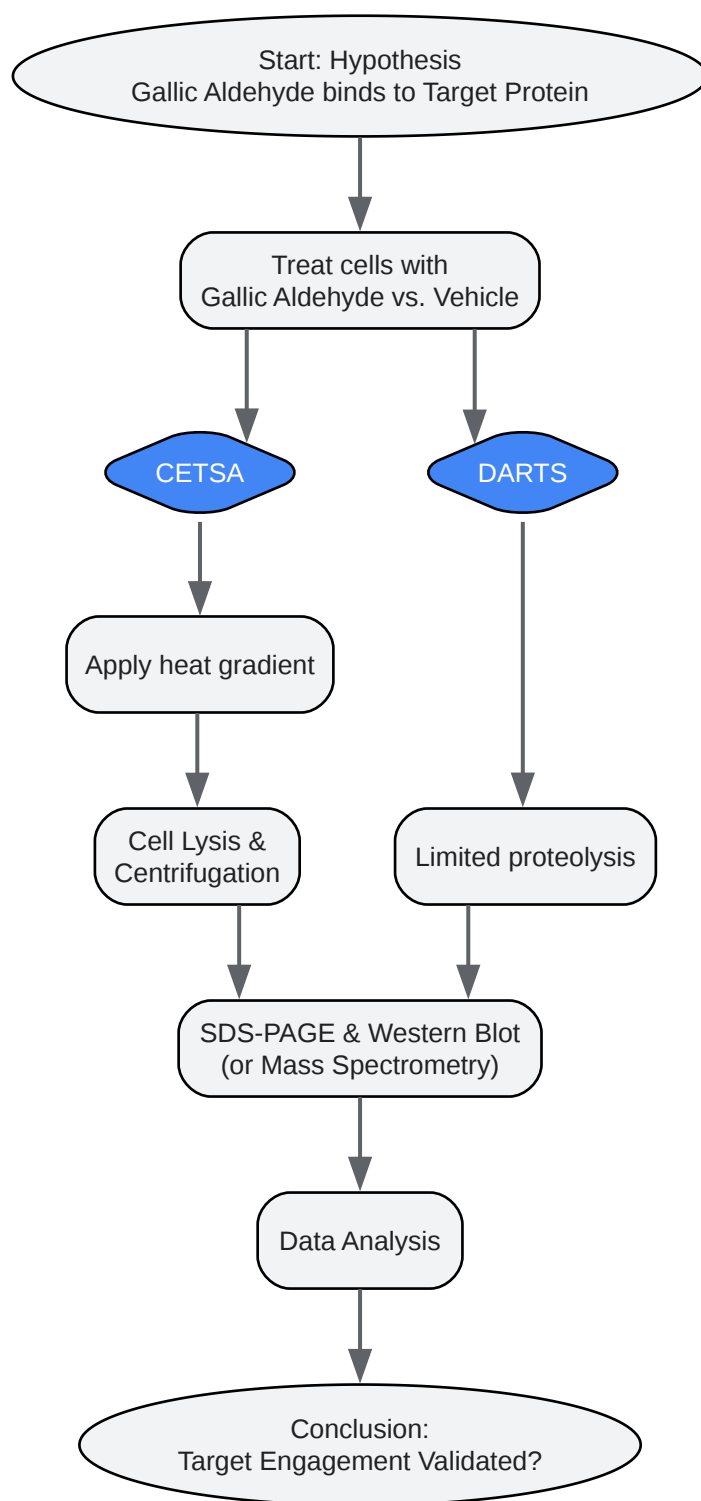 Start: Hypothesis
Gallic Aldehyde binds to Target Protein
Treat cells with
Gallic Aldehyde vs. Vehicle
CETSA
DARTS
Apply heat gradient
Cell Lysis &
Centrifugation
Limited proteolysis
SDS-PAGE & Western Blot
(or Mass Spectrometry)
Data Analysis
Conclusion:
Target Engagement Validated?